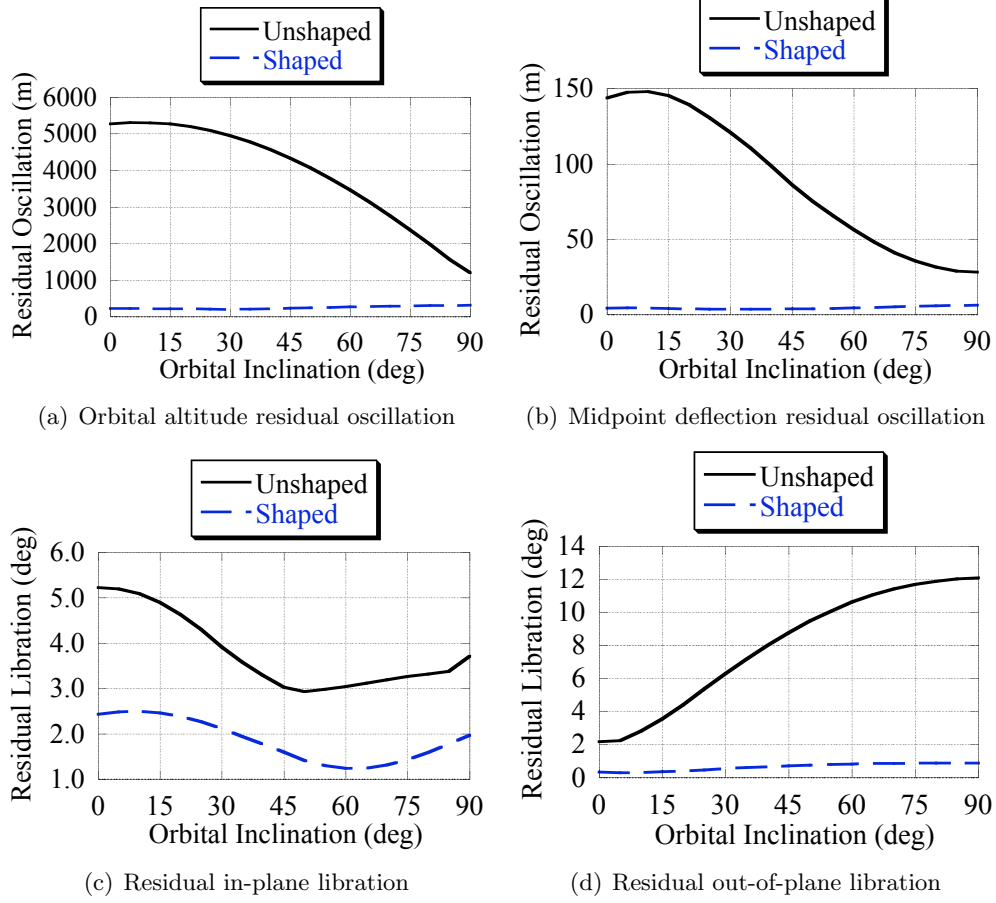 Unshaped
Shaped
Residual Oscillation (m)
6000
5000
4000
3000
2000
1000
0
0 15 30 45 60 75 90
Orbital Inclination (deg)
(a) Orbital altitude residual oscillation
Unshaped
Shaped
Residual Oscillation (m)
150
100
50
0
0 15 30 45 60 75 90
Orbital Inclination (deg)
(b) Midpoint deflection residual oscillation
Unshaped
Shaped
Residual Libration (deg)
6.0
5.0
4.0
3.0
2.0
1.0
0 15 30 45 60 75 90
Orbital Inclination (deg)
(c) Residual in-plane libration
Unshaped
Shaped
Residual Libration (deg)
14
12
10
8
6
4
2
0
0 15 30 45 60 75 90
Orbital Inclination (deg)
(d) Residual out-of-plane libration